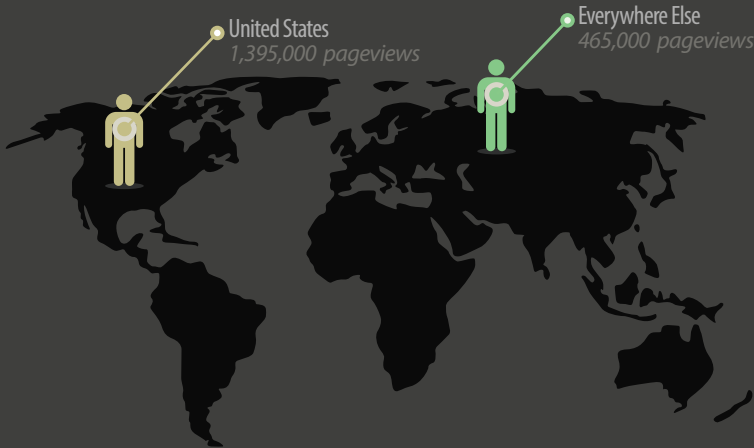 United States
1,395,000 pageviews
Everywhere Else
465,000 pageviews